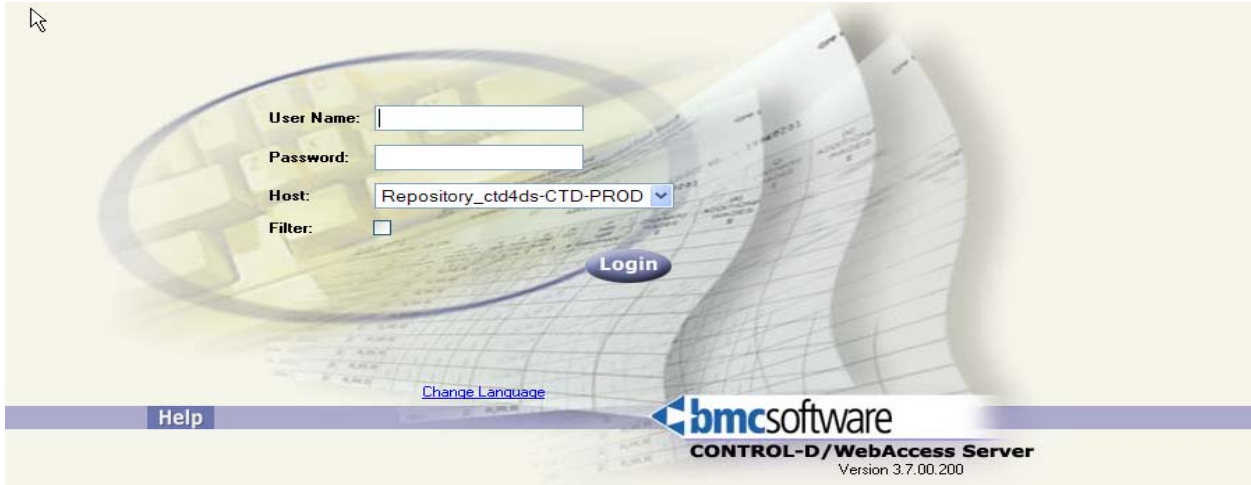 User Name:
Password:
Host: Repository_ctd4ds-CTD-PROD
Filter:
Login
Change Language
Help
bmcsoftware
CONTROL-D/WebAccess Server
Version 3.7.00.200